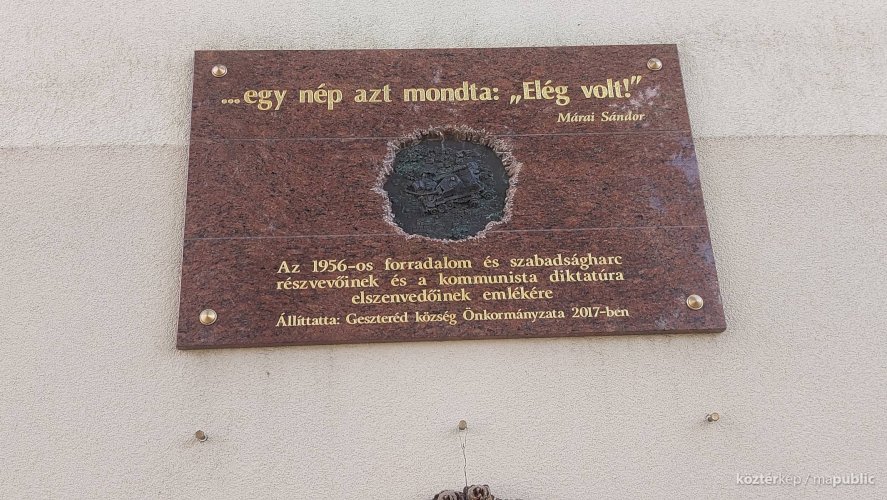 ...egy nép azt mondta: „Elég volt!”
Márai Sándor
Az 1956-os forradalom és szabadságharc
részvevőinek és a kommunista diktatúra
elszenvedőinek emlékére
Állíttatta: Geszteréd község Önkormányzata 2017-ben
köztérkép / mapublic